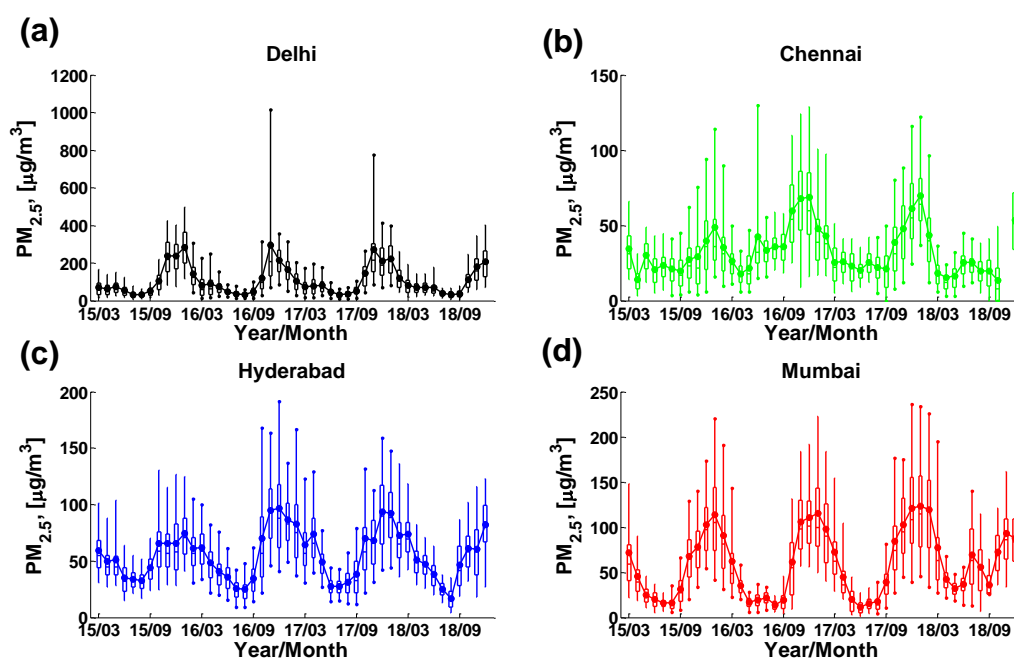 (a)
Delhi
PM2.5, [μg/m3]
1200
1000
800
600
400
200
0
15/03 15/09 16/03 16/09 17/03 17/09 18/03 18/09
Year/Month
(b)
Chennai
PM2.5, [μg/m3]
150
100
50
0
15/03 15/09 16/03 16/09 17/03 17/09 18/03 18/09
Year/Month
(c)
Hyderabad
PM2.5, [μg/m3]
200
150
100
50
0
15/03 15/09 16/03 16/09 17/03 17/09 18/03 18/09
Year/Month
(d)
Mumbai
PM2.5, [μg/m3]
250
200
150
100
50
0
15/03 15/09 16/03 16/09 17/03 17/09 18/03 18/09
Year/Month